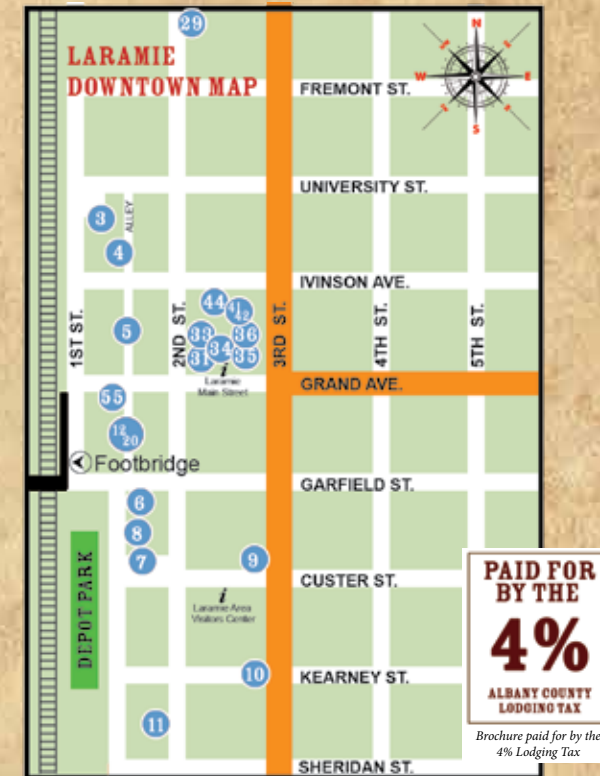 29
LARAMIE
DOWNTOWN MAP
N
W
E
S
FREMONT ST.
UNIVERSITY ST.
3
ALLEY
4
IVINSON AVE.
44
41
42
5
33
36
34
31
35
1ST ST.
2ND ST.
3RD ST.
4TH ST.
5TH ST.
i
Laramie
Main Street
GRAND AVE.
55
12
20
Footbridge
GARFIELD ST.
6
8
7
9
DEPOT PARK
CUSTER ST.
i
Laramie Area
Visitors Center
10
KEARNEY ST.
11
SHERIDAN ST.
PAID FOR
BY THE
4%
ALBANY COUNTY
LODGING TAX
Brochure paid for by the
4% Lodging Tax